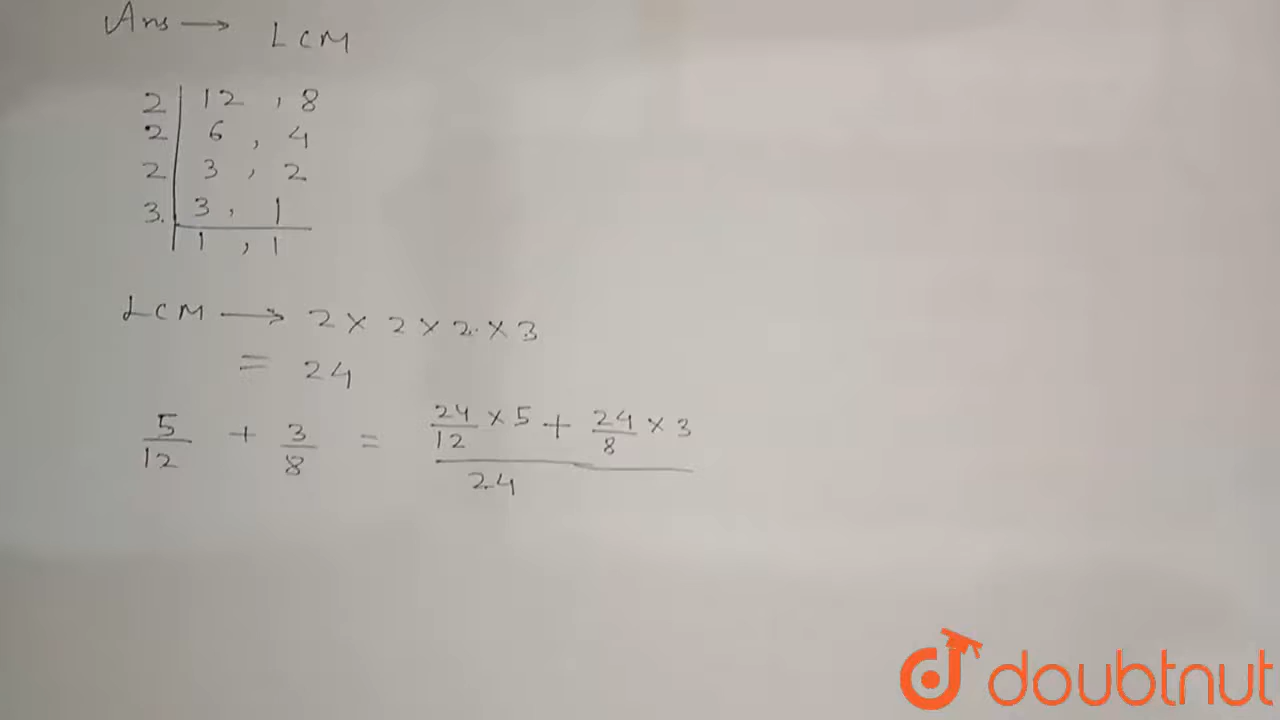 Ans → LCM
2 | 12 , 8
2 | 6 , 4
2 | 3 , 2
3. | 3 , 1
| 1 , 1
LCM → 2 × 2 × 2 × 3
= 24
5/12 + 3/8 = (24/12 × 5 + 24/8 × 3)/24
doubtnut